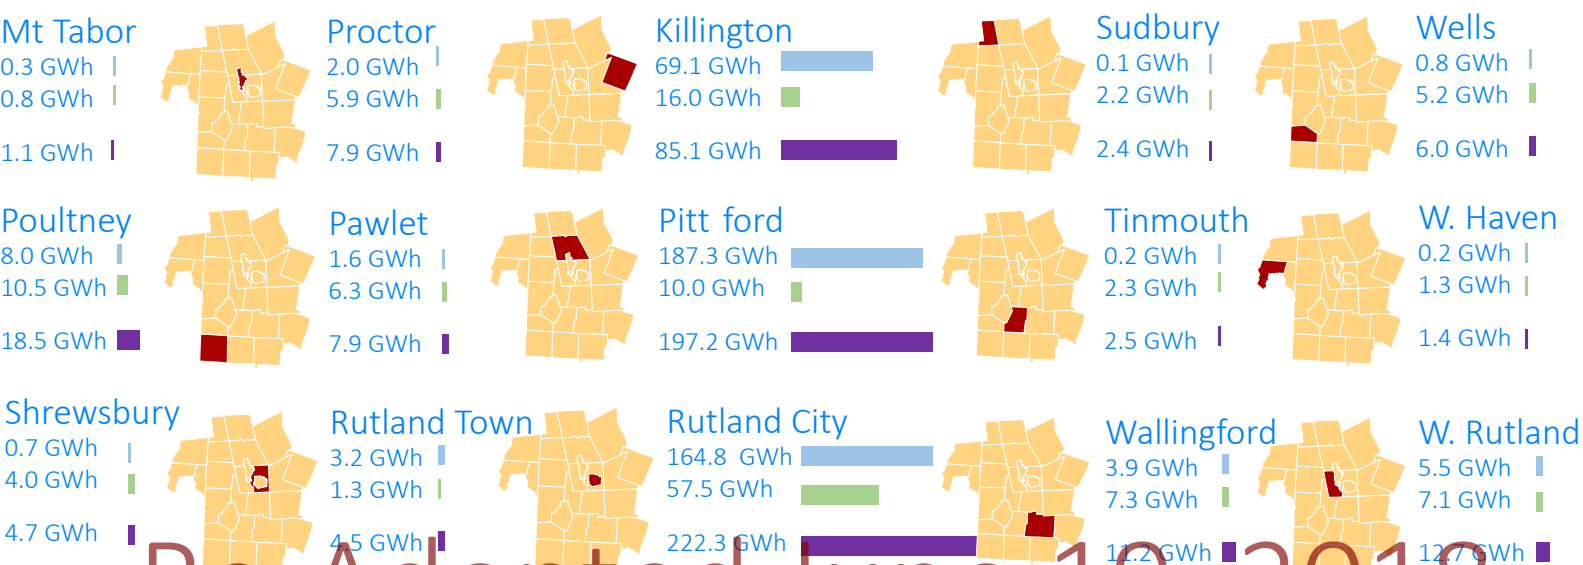 Mt Tabor
0.3 GWh
0.8 GWh
1.1 GWh
Proctor
2.0 GWh
5.9 GWh
7.9 GWh
Killington
69.1 GWh
16.0 GWh
85.1 GWh
Sudbury
0.1 GWh
2.2 GWh
2.4 GWh
Wells
0.8 GWh
5.2 GWh
6.0 GWh
Poultney
8.0 GWh
10.5 GWh
18.5 GWh
Pawlet
1.6 GWh
6.3 GWh
7.9 GWh
Pitt ford
187.3 GWh
10.0 GWh
197.2 GWh
Tinmouth
0.2 GWh
2.3 GWh
2.5 GWh
W. Haven
0.2 GWh
1.3 GWh
1.4 GWh
Shrewsbury
0.7 GWh
4.0 GWh
4.7 GWh
Rutland Town
3.2 GWh
1.3 GWh
4.5 GWh
Rutland City
164.8 GWh
57.5 GWh
222.3 GWh
Wallingford
3.9 GWh
7.3 GWh
11.2 GWh
W. Rutland
5.5 GWh
7.1 GWh
12.7 GWh
Adopted June 2018